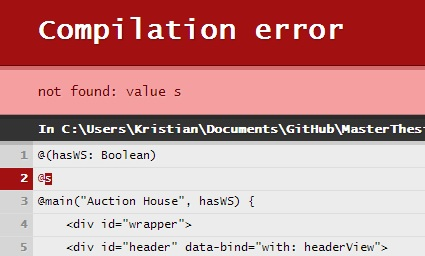 Compilation error
not found: value s
In C:\Users\Kristian\Documents\GitHub\MasterThes
1 @(hasWS: Boolean)
2 @s
3 @main("Auction House", hasWS) {
4 <div id="wrapper">
5 <div id="header" data-bind="with: headerView">